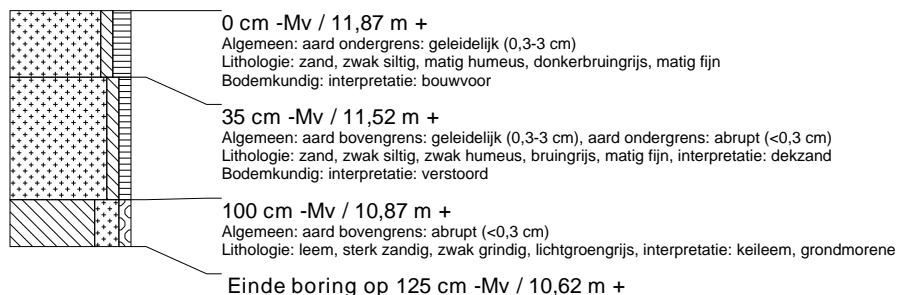 0 cm -Mv / 11,87 m +
Algemeen: aard ondergrens: geleidelijk (0,3-3 cm)
Lithologie: zand, zwak siltig, matig humeus, donkerbruingrijs, matig fijn
Bodemkundig: interpretatie: bouwvoor
35 cm -Mv / 11,52 m +
Algemeen: aard bovengrens: geleidelijk (0,3-3 cm), aard ondergrens: abrupt (<0,3 cm)
Lithologie: zand, zwak siltig, zwak humeus, bruingrijs, matig fijn, interpretatie: dekzand
Bodemkundig: interpretatie: verstoord
100 cm -Mv / 10,87 m +
Algemeen: aard bovengrens: abrupt (<0,3 cm)
Lithologie: leem, sterk zandig, zwak grindig, lichtgroengrijs, interpretatie: keileem, grondmorene
Einde boring op 125 cm -Mv / 10,62 m +